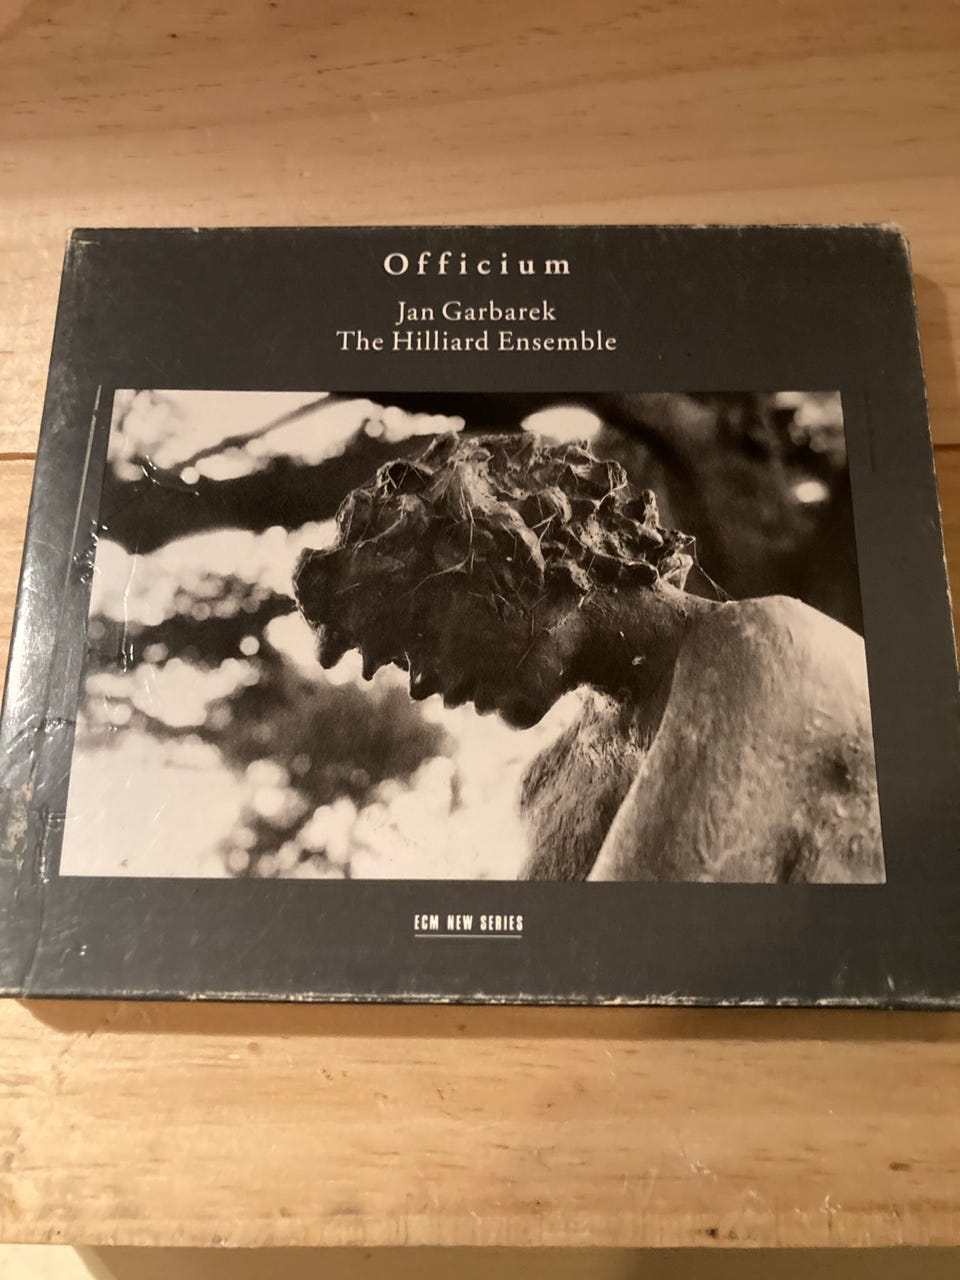 Officium
Jan Garbarek
The Hilliard Ensemble
ECM NEW SERIES